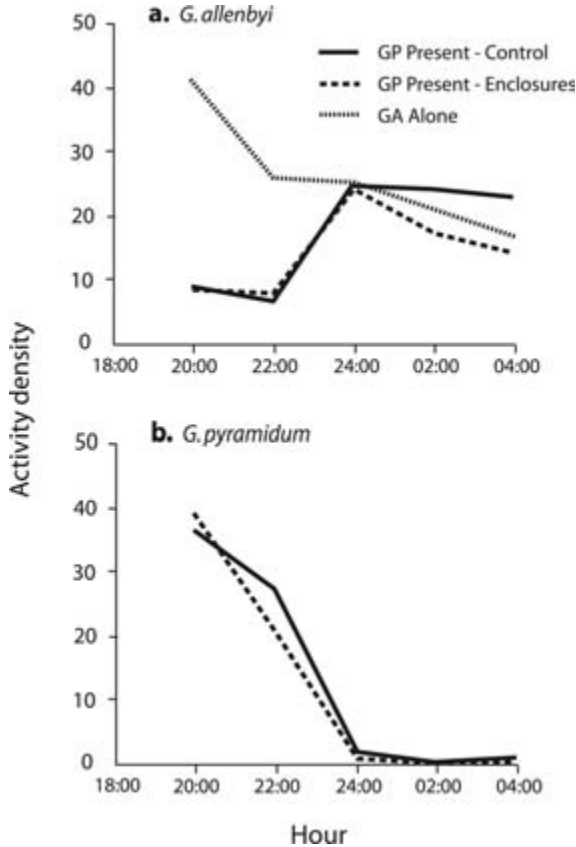 a. G. allenbyi
50
40
30
20
10
0
GP Present - Control
GP Present - Enclosures
GA Alone
18:00 20:00 22:00 24:00 02:00 04:00
Activity density
b. G. pyramidum
50
40
30
20
10
0
18:00 20:00 22:00 24:00 02:00 04:00
Hour